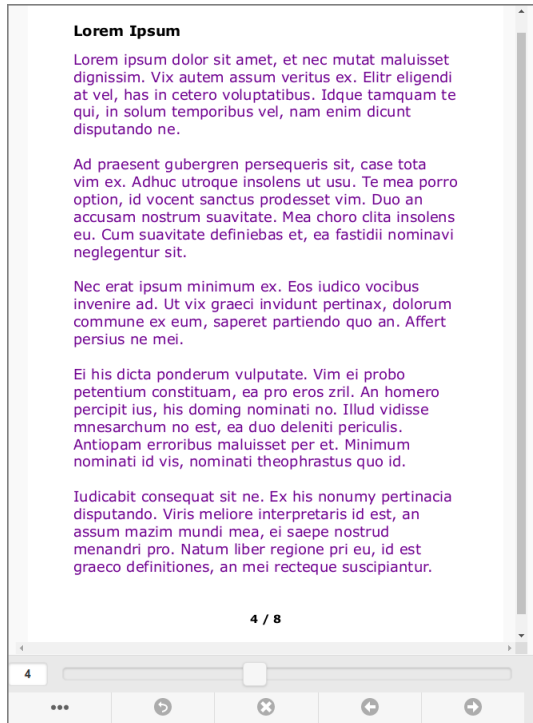 Lorem Ipsum
Lorem ipsum dolor sit amet, et nec mutat maluisset
dignissim. Vix autem assum veritus ex. Elitr eligendi
at vel, has in cetero voluptatibus. Idque tamquam te
qui, in solum temporibus vel, nam enim dicunt
disputando ne.
Ad praesent gubergren persequeris sit, case tota
vim ex. Adhuc utroque insolens ut usu. Te mea porro
option, id vocent sanctus prodesset vim. Duo an
accusam nostrum suavitate. Mea choro clita insolens
eu. Cum suavitate definiebas et, ea fastidii nominavi
neglegentur sit.
Nec erat ipsum minimum ex. Eos iudico vocibus
invenire ad. Ut vix graeci invidunt pertinax, dolorum
commune ex eum, saperet partiendo quo an. Affert
persius ne mei.
Ei his dicta ponderum vulputate. Vim ei probo
petentium constituam, ea pro eros zril. An homero
percipit ius, his doming nominati no. Illud vidisse
mnesarchum no est, ea duo deleniti periculis.
Antiopam erroribus maluisset per et. Minimum
nominati id vis, nominati theophrastus quo id.
Iudicabit consequat sit ne. Ex his nonumy pertinacia
disputando. Viris meliore interpretaris id est, an
assum mazim mundi mea, ei saepe nostrud
menandri pro. Natum liber regione pri eu, id est
graeco definitiones, an mei recteque suscipiantur.
4 / 8
4